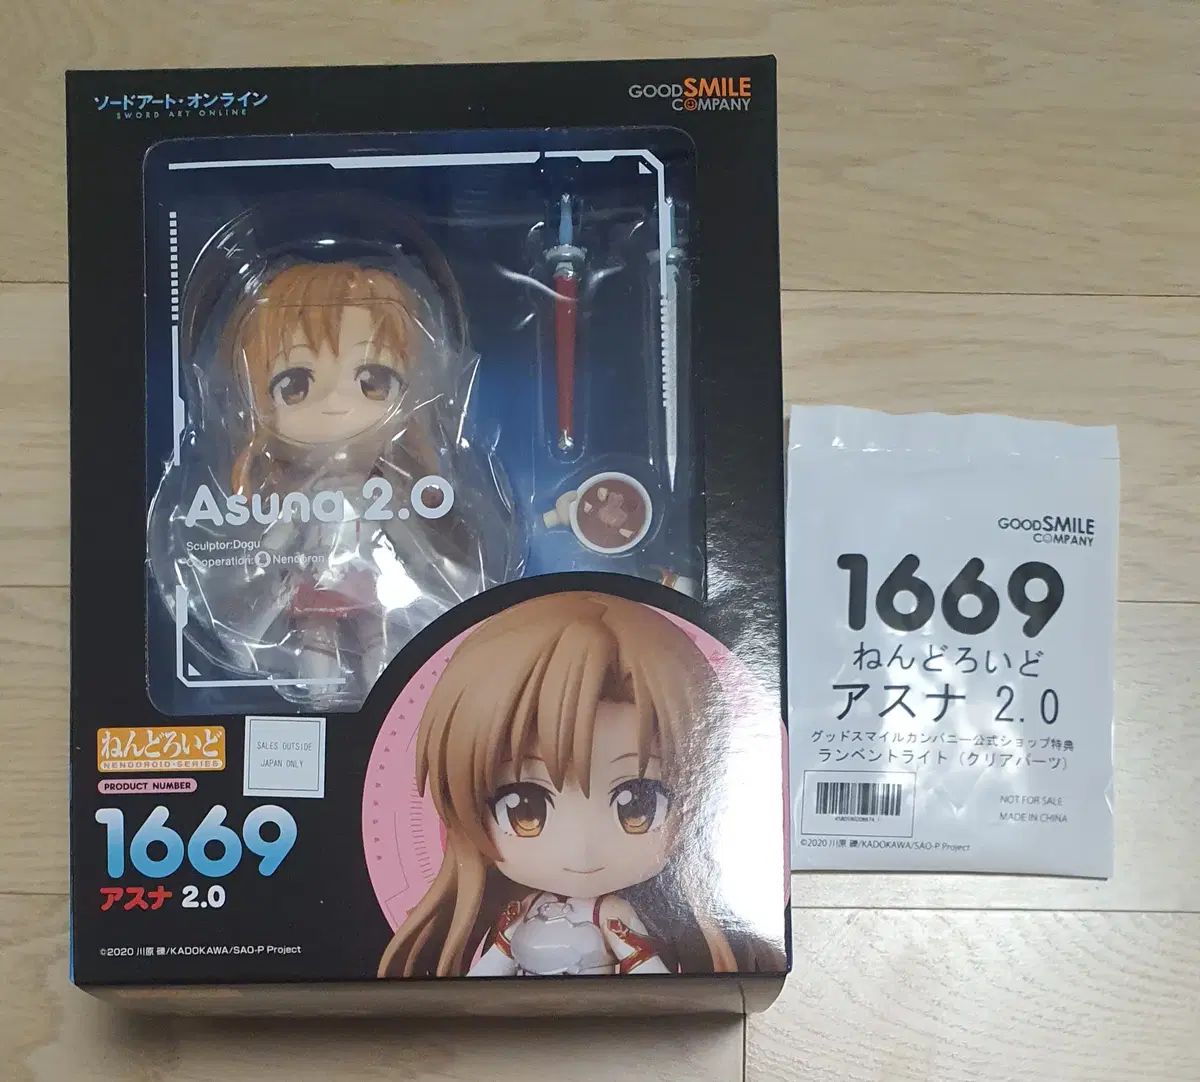 ソードアート・オンライン
SWORD ART ONLINE
GOOD SMILE
COMPANY
Asuna 2.0
Sculptor:Dogu
Cooperation: Nendoron
ねんどろいど
NENDOROID-SERIES
PRODUCT NUMBER
SALES OUTSIDE
JAPAN ONLY
1669
アスナ 2.0
©2020 川原 礫/KADOKAWA/SAO-P Project
GOOD SMILE
COMPANY
1669
ねんどろいど
アスナ 2.0
グッドスマイルカンパニー公式ショップ特典
ランベントライト（クリアパーツ）
NOT FOR SALE
MADE IN CHINA
©2020 川原 礫/KADOKAWA/SAO-P Project